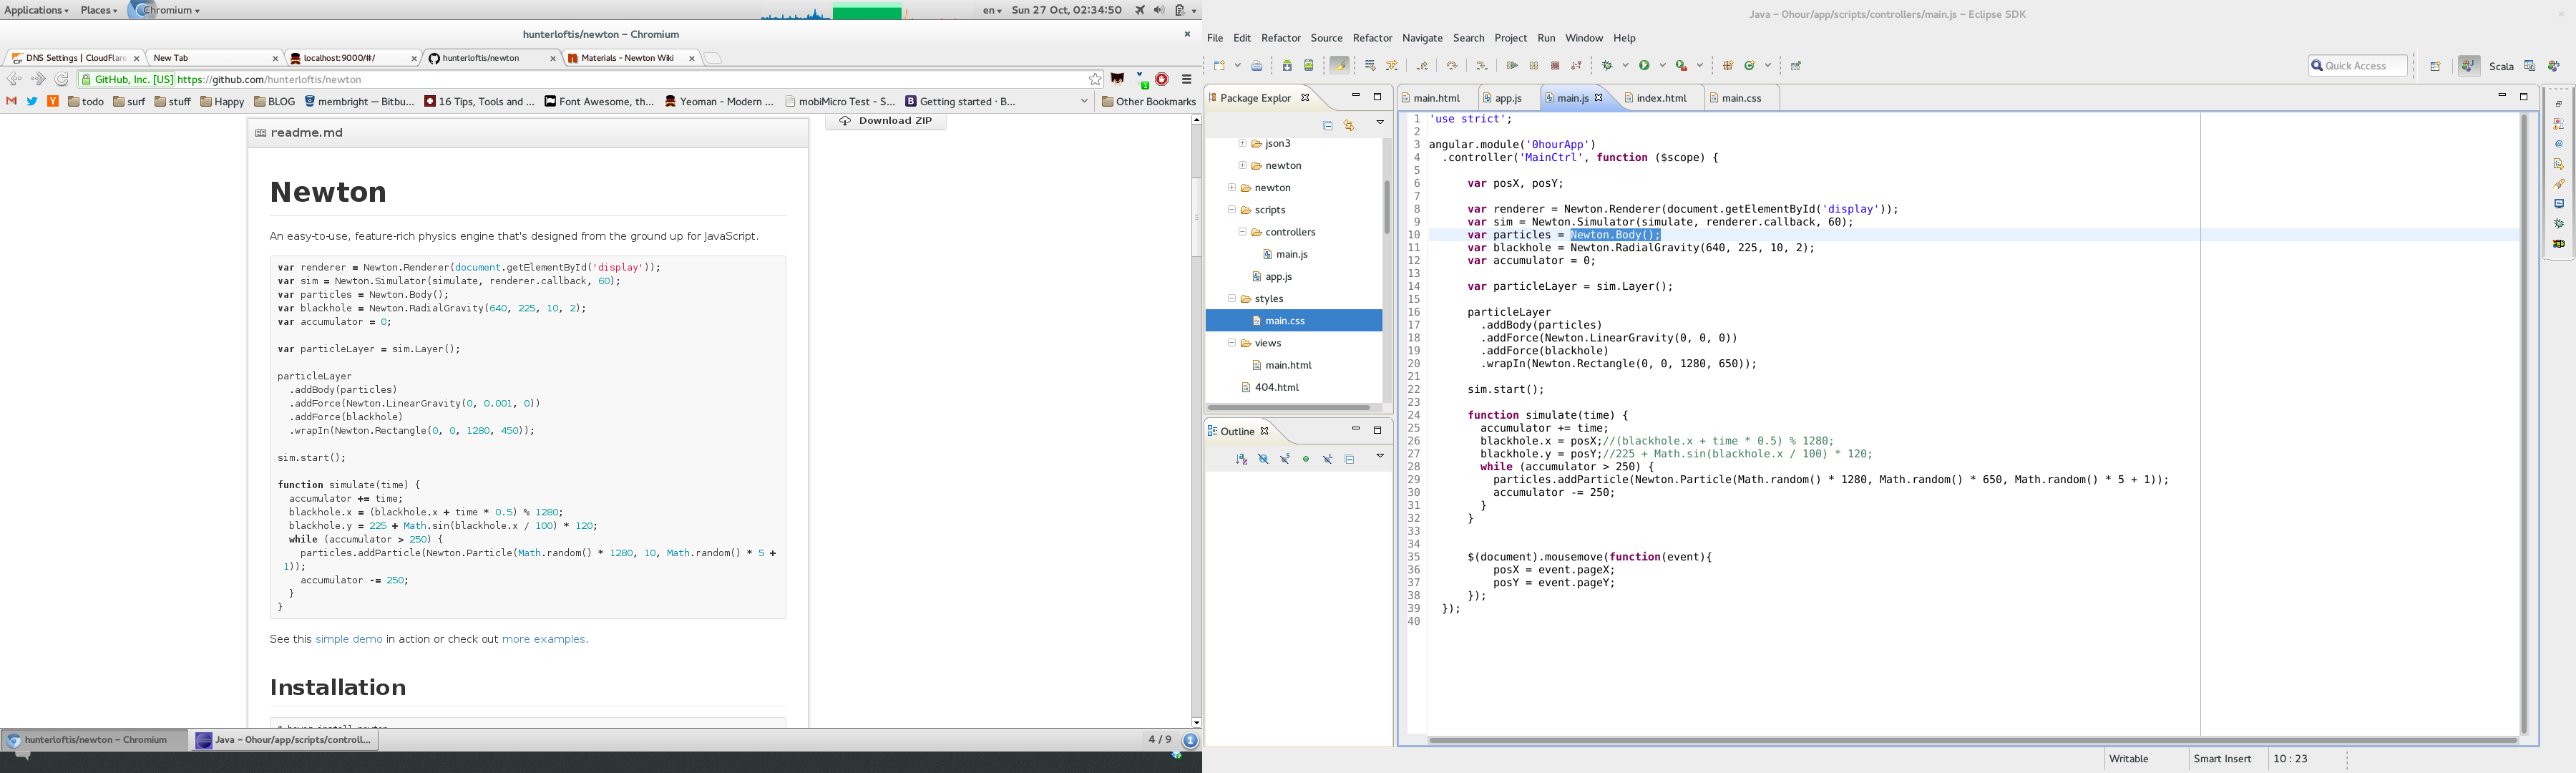 Applications
Places
Chromium
en
Sun 27 Oct, 02:34:50
hunterloftis/newton – Chromium
DNS Settings | CloudFlare
New Tab
localhost:9000/#/
hunterloftis/newton
Materials - Newton Wiki
GitHub, Inc. [US]
https://github.com/hunterloftis/newton
todo
surf
stuff
Happy
BLOG
membright — Bitbu...
16 Tips, Tools and ...
Font Awesome, th...
Yeoman - Modern ...
mobiMicro Test - S...
Getting started · B...
Other Bookmarks
Download ZIP
readme.md
Newton
An easy-to-use, feature-rich physics engine that's designed from the ground up for JavaScript.
var renderer = Newton.Renderer(document.getElementById('display'));
var sim = Newton.Simulator(simulate, renderer.callback, 60);
var particles = Newton.Body();
var blackhole = Newton.RadialGravity(640, 225, 10, 2);
var accumulator = 0;
var particleLayer = sim.Layer();
particleLayer
.addBody(particles)
.addForce(Newton.LinearGravity(0, 0.001, 0))
.addForce(blackhole)
.wrapIn(Newton.Rectangle(0, 0, 1280, 450));
sim.start();
function simulate(time) {
accumulator += time;
blackhole.x = (blackhole.x + time * 0.5) % 1280;
blackhole.y = 225 + Math.sin(blackhole.x / 100) * 120;
while (accumulator > 250) {
particles.addParticle(Newton.Particle(Math.random() * 1280, 10, Math.random() * 5 +
1));
accumulator -= 250;
}
}
See this simple demo in action or check out more examples.
Installation
hunterloftis/newton – Chromium
Java – Ohour/app/scripts/controll...
4 / 9
1
Java – Ohour/app/scripts/controllers/main.js – Eclipse SDK
File Edit Refactor Source Refactor Navigate Search Project Run Window Help
Quick Access
Scala
Package Explor
json3
newton
newton
scripts
controllers
main.js
app.js
styles
main.css
views
main.html
404.html
Outline
main.html
app.js
main.js
index.html
main.css
1 'use strict';
2
3 angular.module('0hourApp')
4 .controller('MainCtrl', function ($scope) {
5
6 var posX, posY;
7
8 var renderer = Newton.Renderer(document.getElementById('display'));
9 var sim = Newton.Simulator(simulate, renderer.callback, 60);
10 var particles = Newton.Body();
11 var blackhole = Newton.RadialGravity(640, 225, 10, 2);
12 var accumulator = 0;
13
14 var particleLayer = sim.Layer();
15
16 particleLayer
17 .addBody(particles)
18 .addForce(Newton.LinearGravity(0, 0, 0))
19 .addForce(blackhole)
20 .wrapIn(Newton.Rectangle(0, 0, 1280, 650));
21
22 sim.start();
23
24 function simulate(time) {
25 accumulator += time;
26 blackhole.x = posX;//(blackhole.x + time * 0.5) % 1280;
27 blackhole.y = posY;//225 + Math.sin(blackhole.x / 100) * 120;
28 while (accumulator > 250) {
29 particles.addParticle(Newton.Particle(Math.random() * 1280, Math.random() * 650, Math.random() * 5 + 1));
30 accumulator -= 250;
31 }
32 }
33
34
35 $(document).mousemove(function(event){
36 posX = event.pageX;
37 posY = event.pageY;
38 });
39 });
40
Writable
Smart Insert
10 : 23